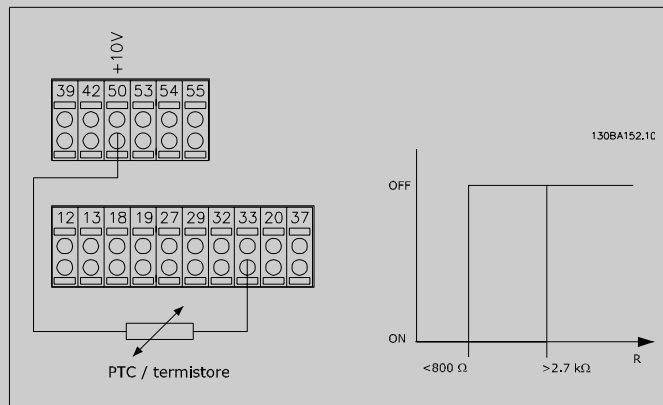 +10V
39 42 50 53 54 55
130BA152.10
OFF
12 13 18 19 27 29 32 33 20 37
ON
R
<800 Ω >2.7 kΩ
PTC / termistore